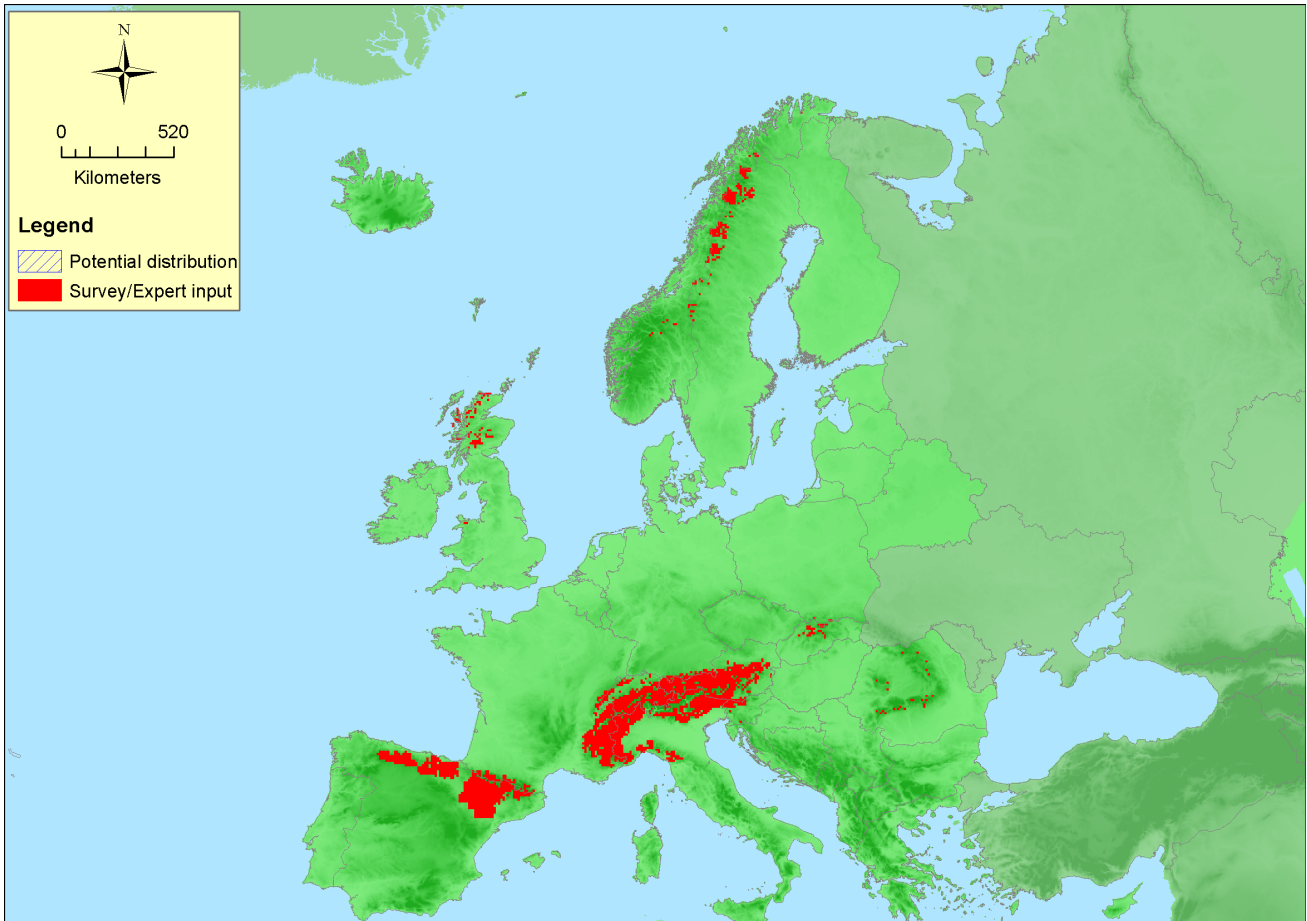 N
0 520
Kilometers
Legend
Potential distribution
Survey/Expert input